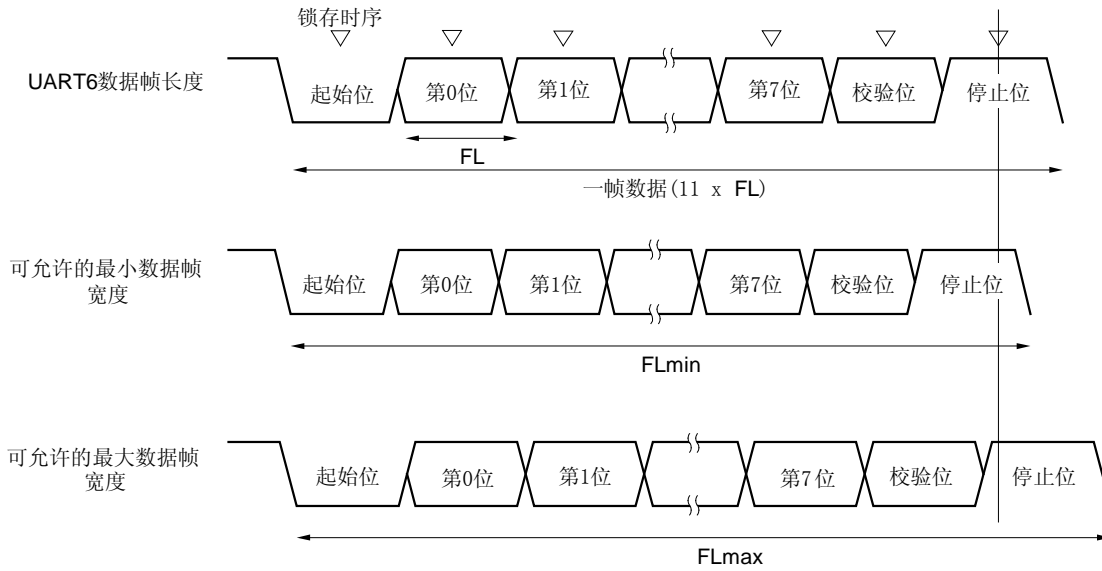 锁存时序
UART6数据帧长度
起始位
第0位
第1位
第7位
校验位
停止位
FL
一帧数据(11 x FL)
可允许的最小数据帧
宽度
起始位
第0位
第1位
第7位
校验位
停止位
FLmin
可允许的最大数据帧
宽度
起始位
第0位
第1位
第7位
校验位
停止位
FLmax